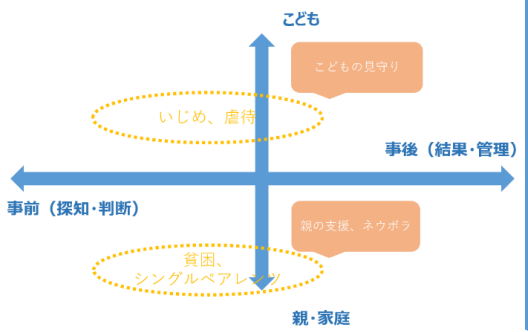 こども
こどもの見守り
いじめ、虐待
事後（結果･管理）
事前（探知･判断）
親の支援、ネウボラ
貧困、
シングルペアレンツ
親･家庭